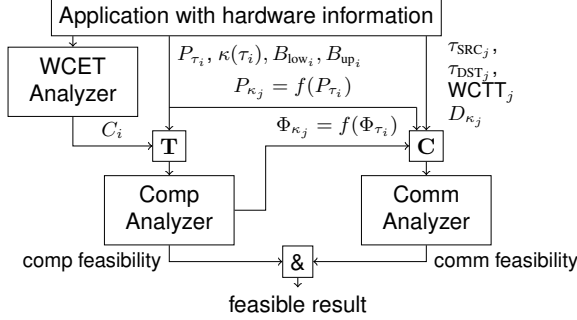 Application with hardware information
WCET
Analyzer
P_{τ_i}, κ(τ_i), B_{low_i}, B_{up_i}
P_{κ_j} = f(P_{τ_i})
τ_{SRC_j},
τ_{DST_j},
WCTT_j
D_{κ_j}
C_i
Φ_{κ_j} = f(Φ_{τ_i})
T
C
Comp
Analyzer
Comm
Analyzer
comp feasibility
&
comm feasibility
feasible result